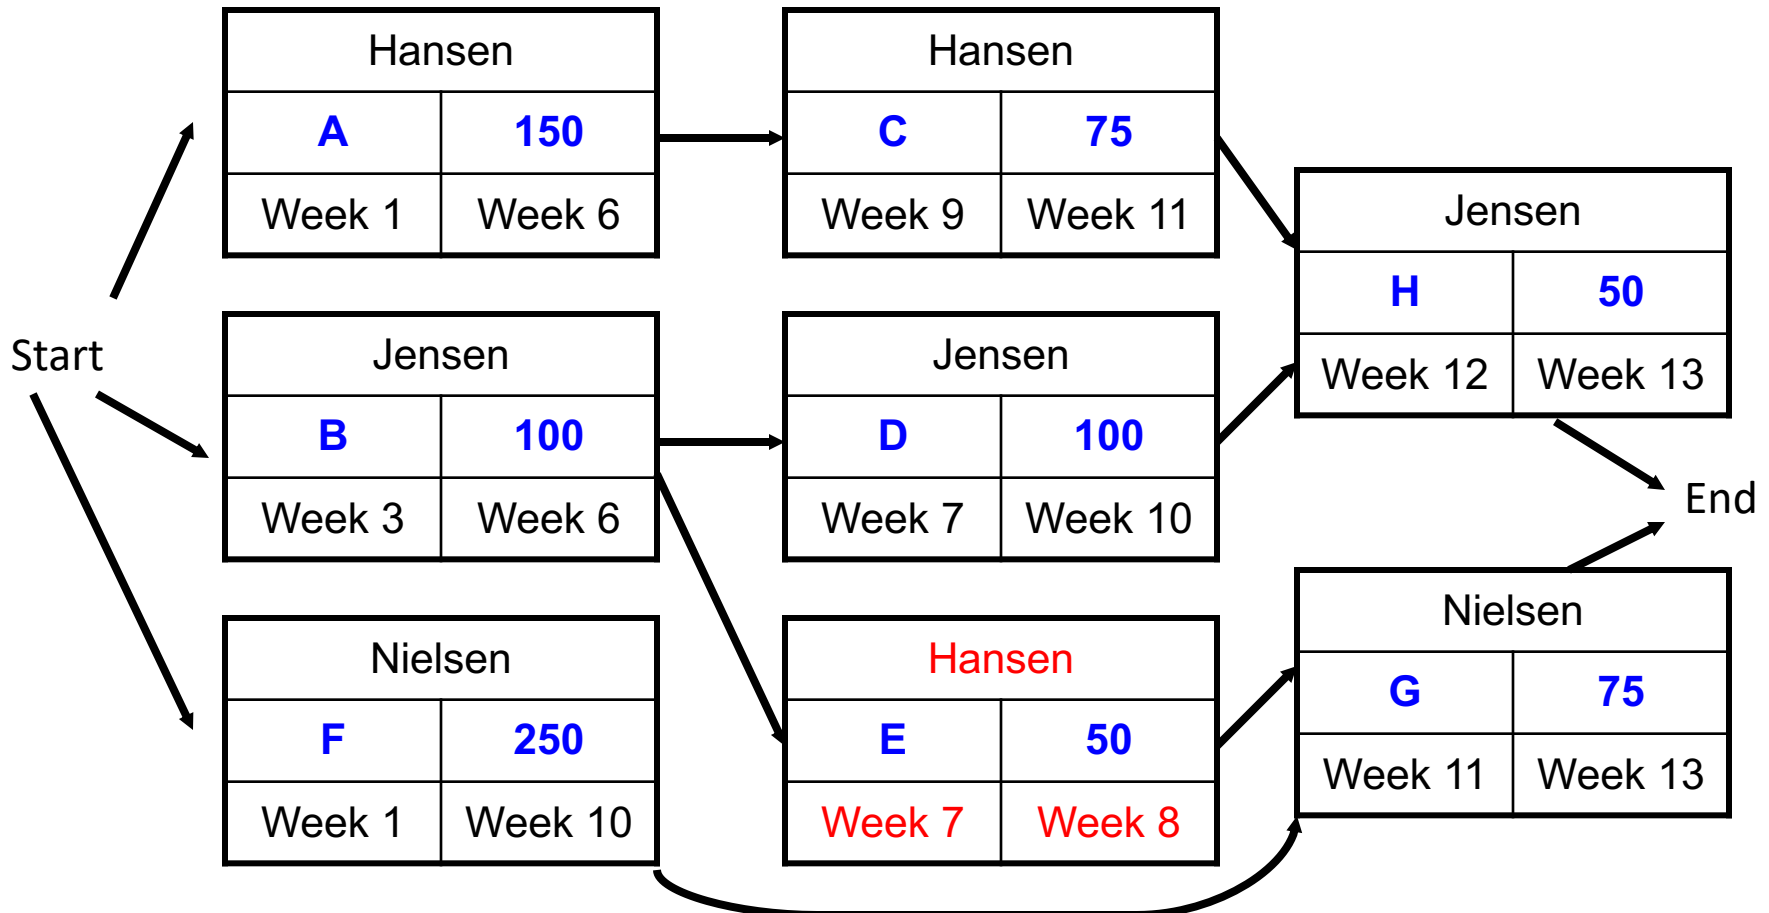 Hansen
A 150
Week 1 Week 6
Hansen
C 75
Week 9 Week 11
Jensen
H 50
Week 12 Week 13
Start
Jensen
B 100
Week 3 Week 6
Jensen
D 100
Week 7 Week 10
End
Nielsen
F 250
Week 1 Week 10
Hansen
E 50
Week 7 Week 8
Nielsen
G 75
Week 11 Week 13